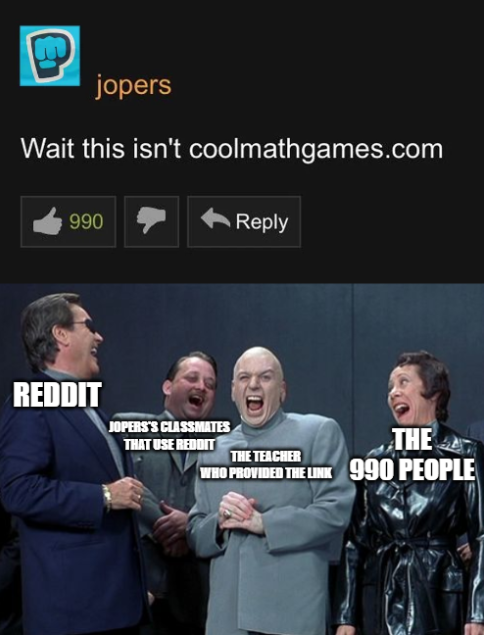 jopers
Wait this isn't coolmathgames.com
990
Reply
REDDIT
JOPERS'S CLASSMATES
THAT USE REDDIT
THE TEACHER
WHO PROVIDED THE LINK
THE
990 PEOPLE